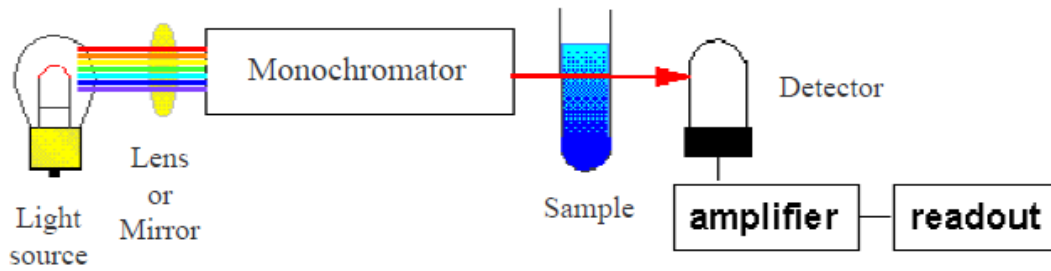 Light
source
Lens
or
Mirror
Monochromator
Sample
Detector
amplifier
readout